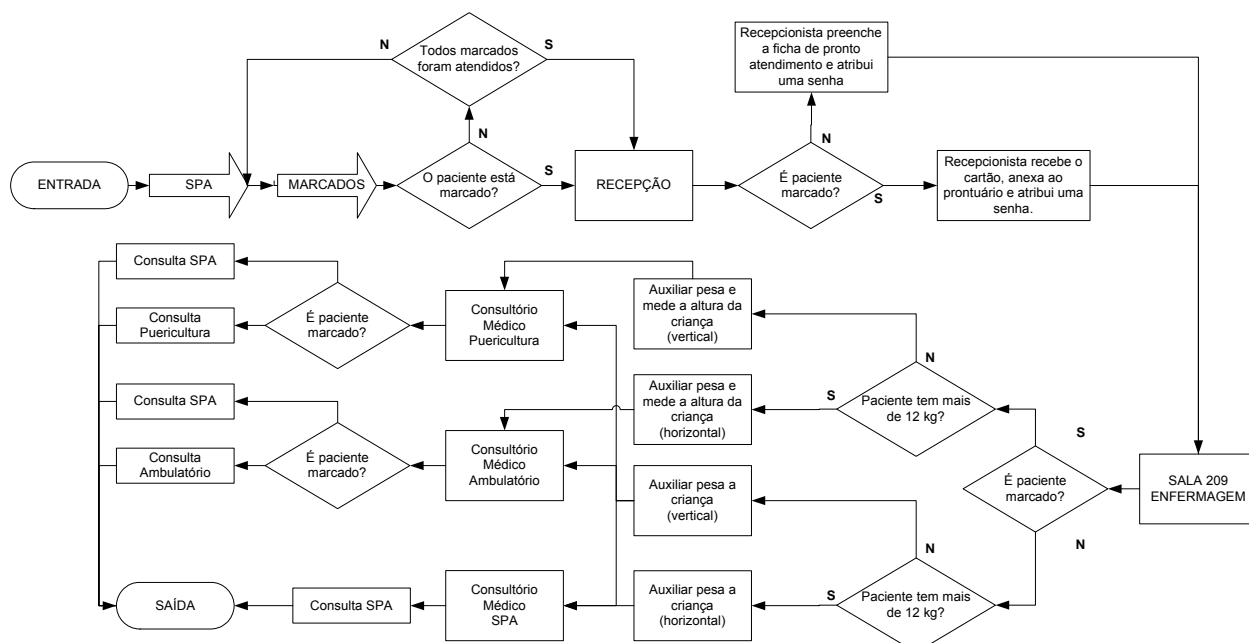 N
Todos marcados
foram atendidos?
S
Recepcionista preenche
a ficha de pronto
atendimento e atribui
uma senha
N
N
ENTRADA
SPA
MARCADOS
O paciente está
marcado?
S
RECEPÇÃO
É paciente
marcado?
S
Recepcionista recebe o
cartão, anexa ao
prontuário e atribui uma
senha.
Consulta SPA
Consulta
Puericultura
É paciente
marcado?
Consultório
Médico
Puericultura
Auxiliar pesa e
mede a altura da
criança
(vertical)
N
Consulta SPA
Consulta
Ambulatório
É paciente
marcado?
Consultório
Médico
Ambulatório
Auxiliar pesa e
mede a altura da
criança
(horizontal)
S
Paciente tem mais
de 12 kg?
S
É paciente
marcado?
SALA 209
ENFERMAGEM
Auxiliar pesa a
criança
(vertical)
N
N
SAÍDA
Consulta SPA
Consultório
Médico
SPA
Auxiliar pesa a
criança
(horizontal)
S
Paciente tem mais
de 12 kg?